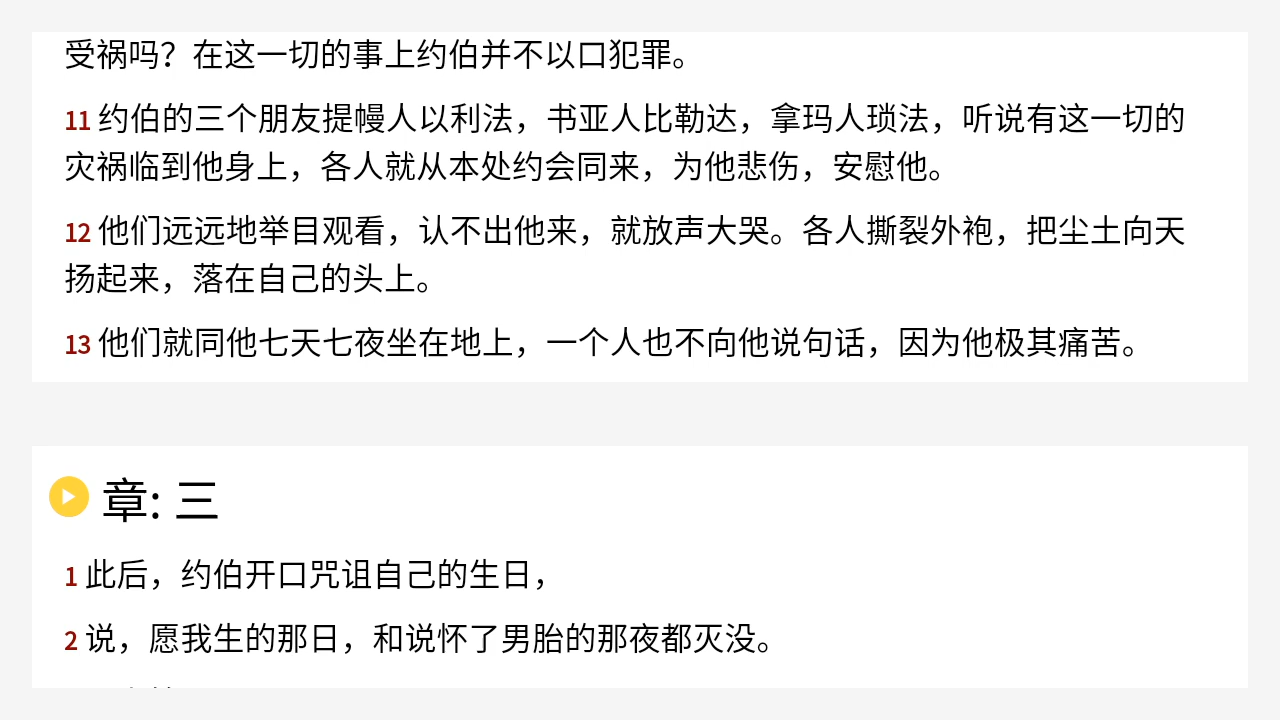 受祸吗？在这一切的事上约伯并不以口犯罪。
11 约伯的三个朋友提幔人以利法，书亚人比勒达，拿玛人琐法，听说有这一切的
灾祸临到他身上，各人就从本处约会同来，为他悲伤，安慰他。
12 他们远远地举目观看，认不出他来，就放声大哭。各人撕裂外袍，把尘土向天
扬起来，落在自己的头上。
13 他们就同他七天七夜坐在地上，一个人也不向他说句话，因为他极其痛苦。
章: 三
1 此后，约伯开口咒诅自己的生日，
2 说，愿我生的那日，和说怀了男胎的那夜都灭没。